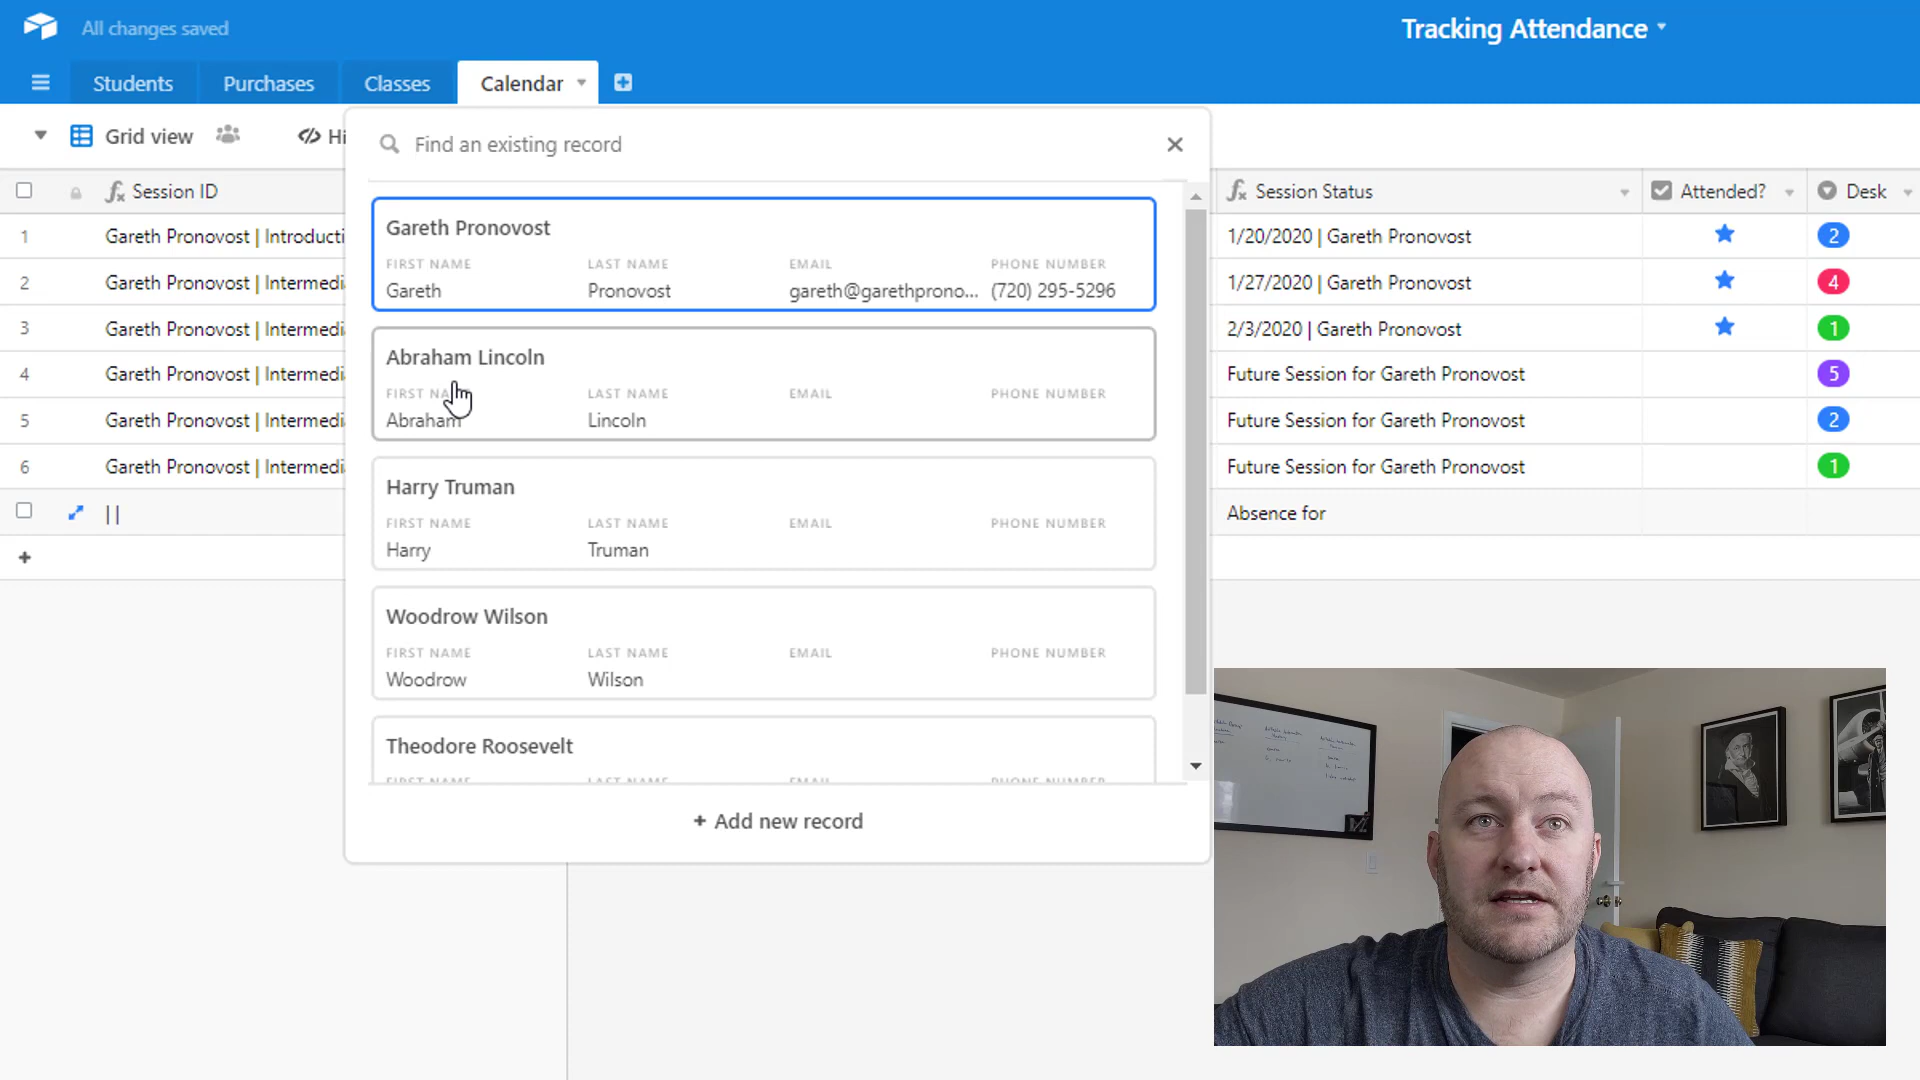 All changes saved
Tracking Attendance
Students
Purchases
Classes
Calendar
Grid view
Hi
Find an existing record
Session ID
Session Status
Attended?
Desk
1
Gareth Pronovost | Introducti
1/20/2020 | Gareth Pronovost
2
2
Gareth Pronovost | Intermedi
1/27/2020 | Gareth Pronovost
4
3
Gareth Pronovost | Intermedi
2/3/2020 | Gareth Pronovost
1
4
Gareth Pronovost | Intermedi
Future Session for Gareth Pronovost
5
5
Gareth Pronovost | Intermedi
Future Session for Gareth Pronovost
2
6
Gareth Pronovost | Intermedi
Future Session for Gareth Pronovost
1
| |
Absence for
Gareth Pronovost
FIRST NAME LAST NAME EMAIL PHONE NUMBER
Gareth Pronovost gareth@garethprono... (720) 295-5296
Abraham Lincoln
FIRST NAME LAST NAME EMAIL PHONE NUMBER
Abraham Lincoln
Harry Truman
FIRST NAME LAST NAME EMAIL PHONE NUMBER
Harry Truman
Woodrow Wilson
FIRST NAME LAST NAME EMAIL PHONE NUMBER
Woodrow Wilson
Theodore Roosevelt
FIRST NAME LAST NAME EMAIL PHONE NUMBER
+ Add new record